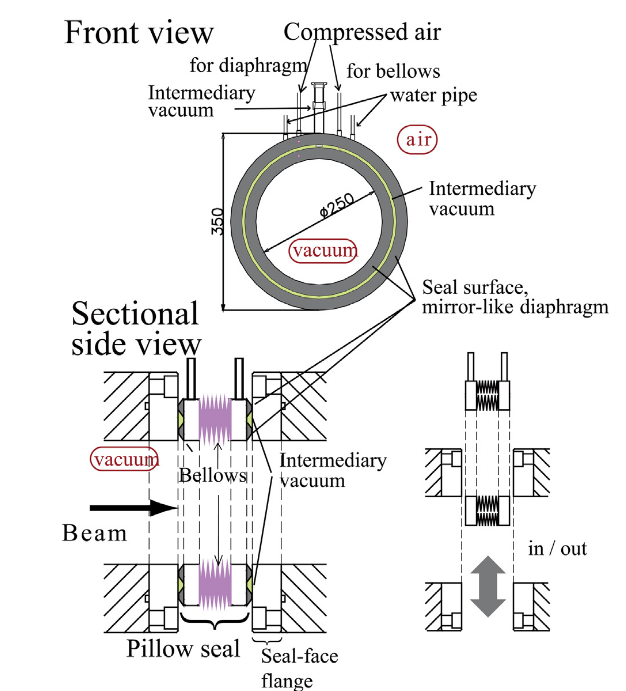 Front view
Compressed air
for diaphragm
for bellows
Intermediary
vacuum
water pipe
air
Intermediary
vacuum
350
ø250
vacuum
Seal surface,
mirror-like diaphragm
Sectional
side view
vacuum
Bellows
Intermediary
vacuum
Beam
in / out
Pillow seal
Seal-face
flange